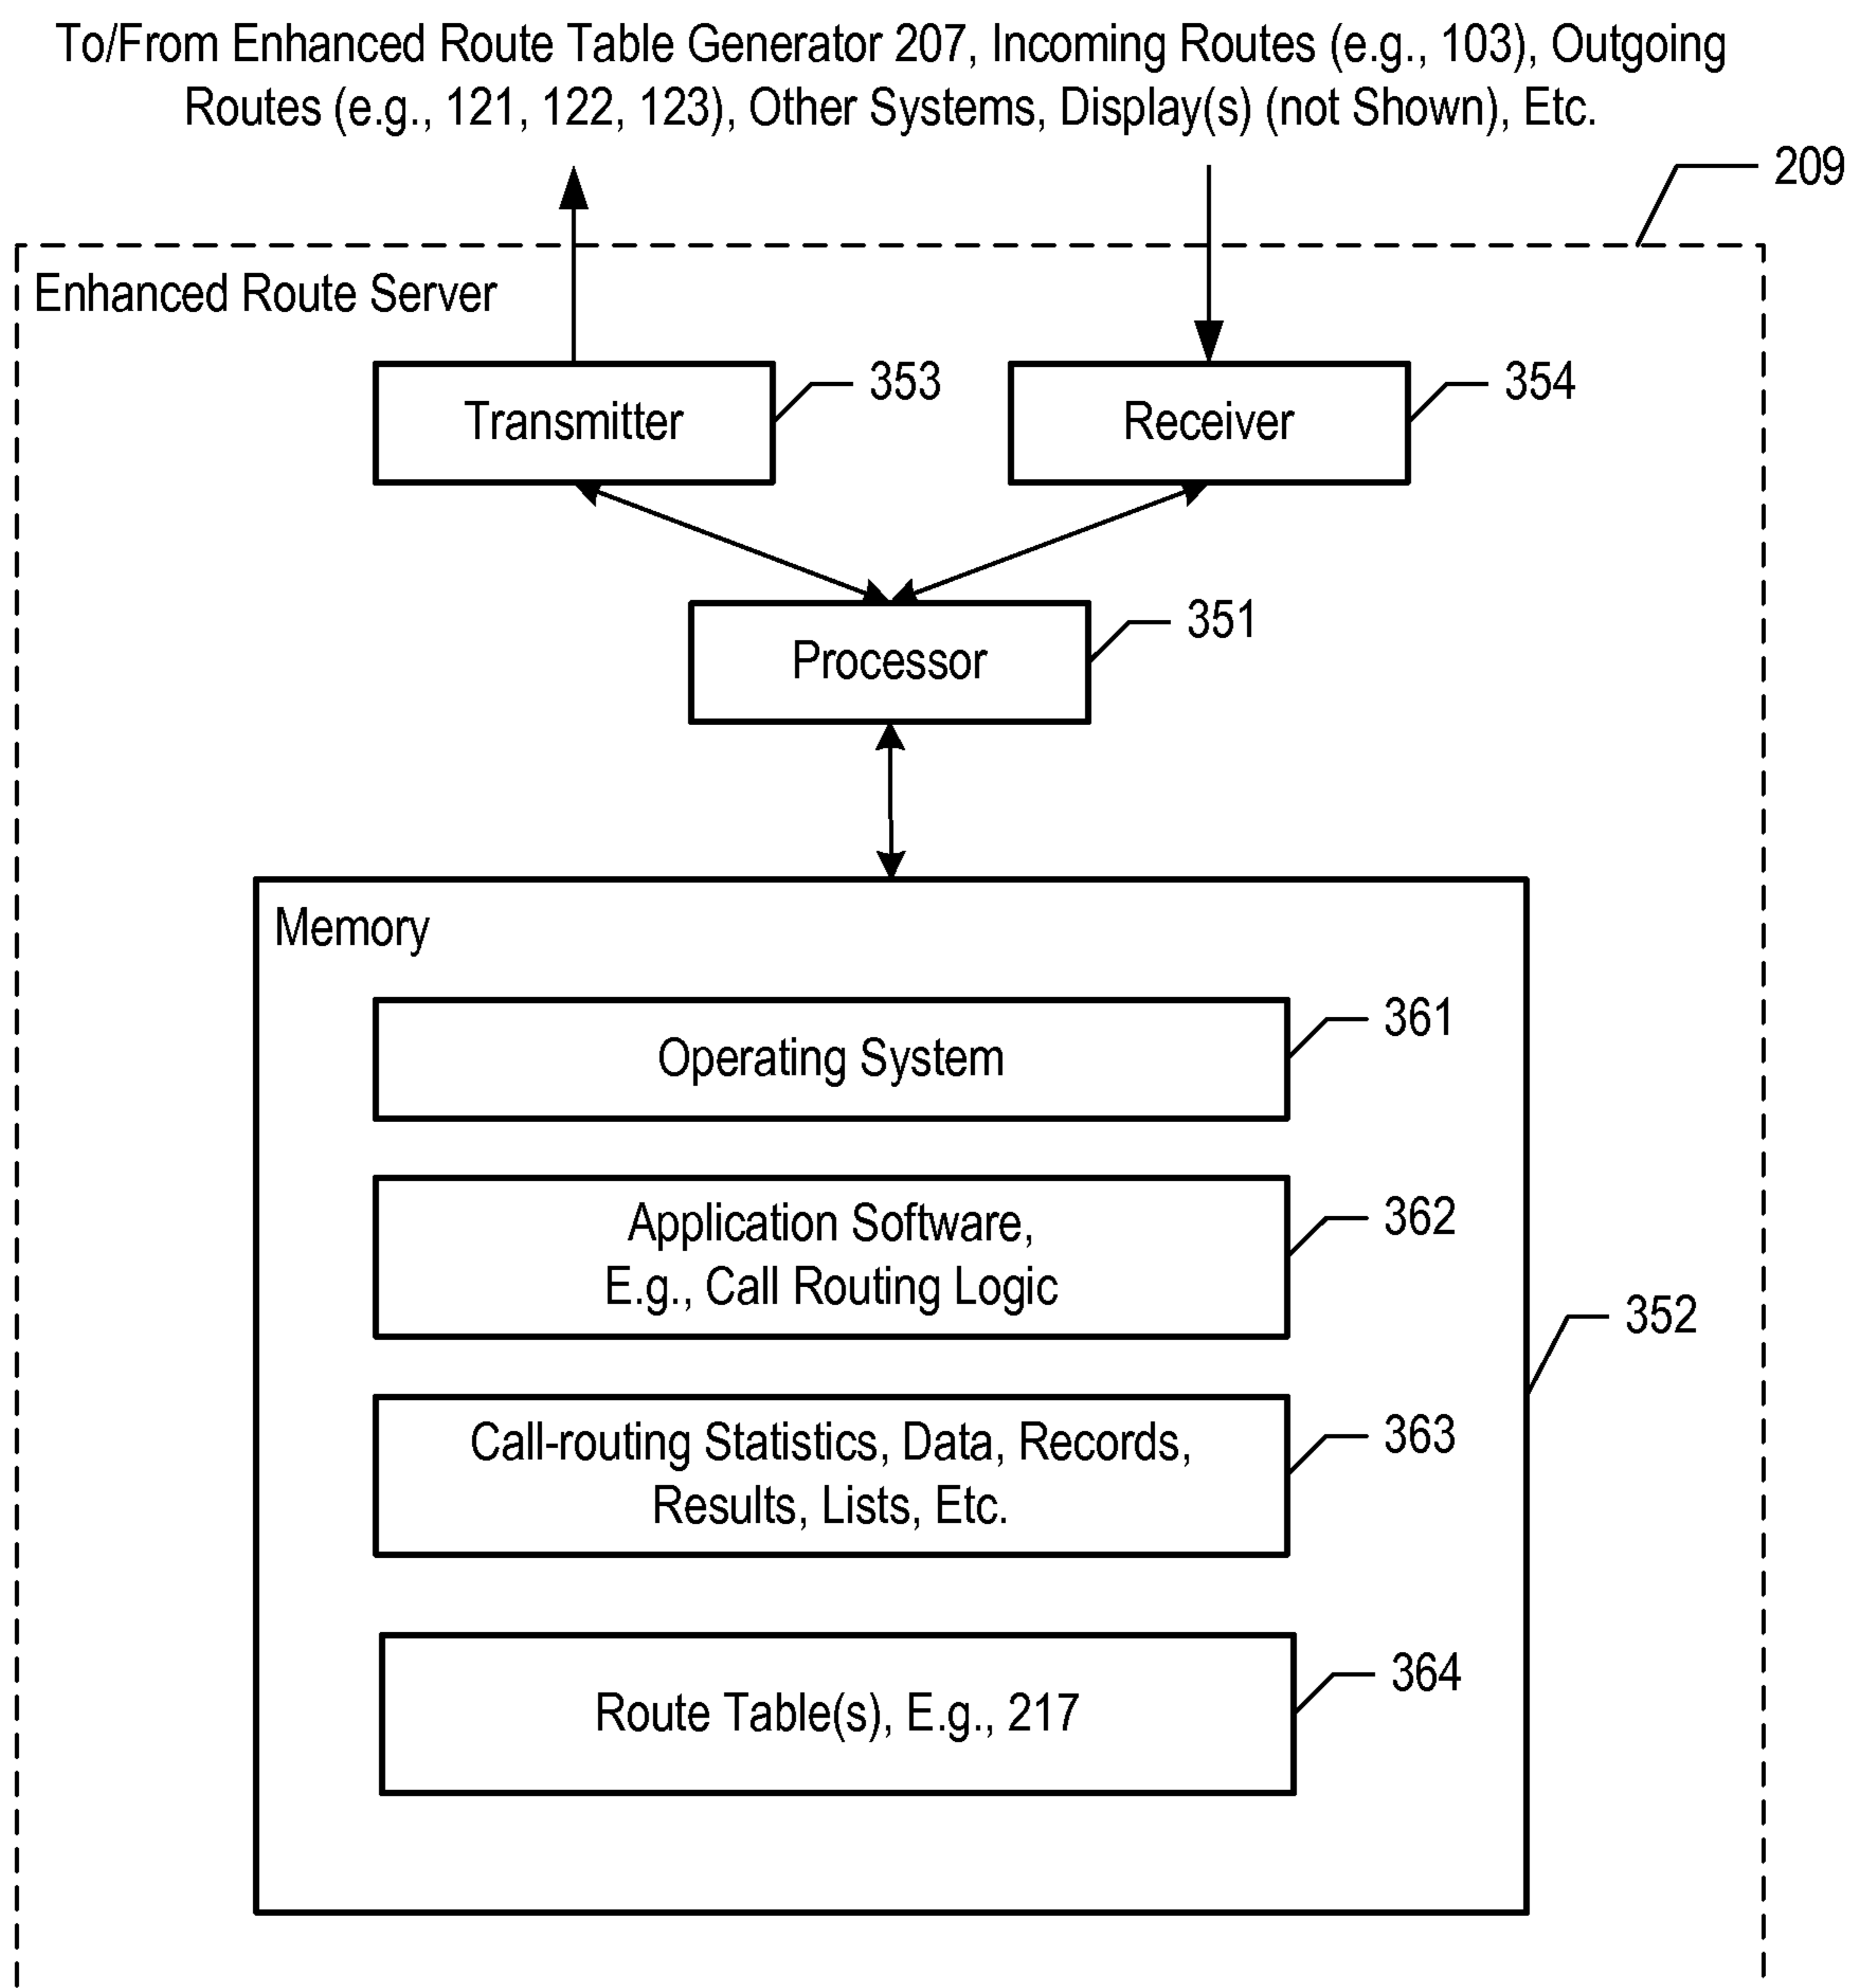 To/From Enhanced Route Table Generator 207, Incoming Routes (e.g., 103), Outgoing
Routes (e.g., 121, 122, 123), Other Systems, Display(s) (not Shown), Etc.
209
Enhanced Route Server
Transmitter
353
Receiver
354
Processor
351
Memory
Operating System
361
Application Software,
E.g., Call Routing Logic
362
352
Call-routing Statistics, Data, Records,
Results, Lists, Etc.
363
Route Table(s), E.g., 217
364